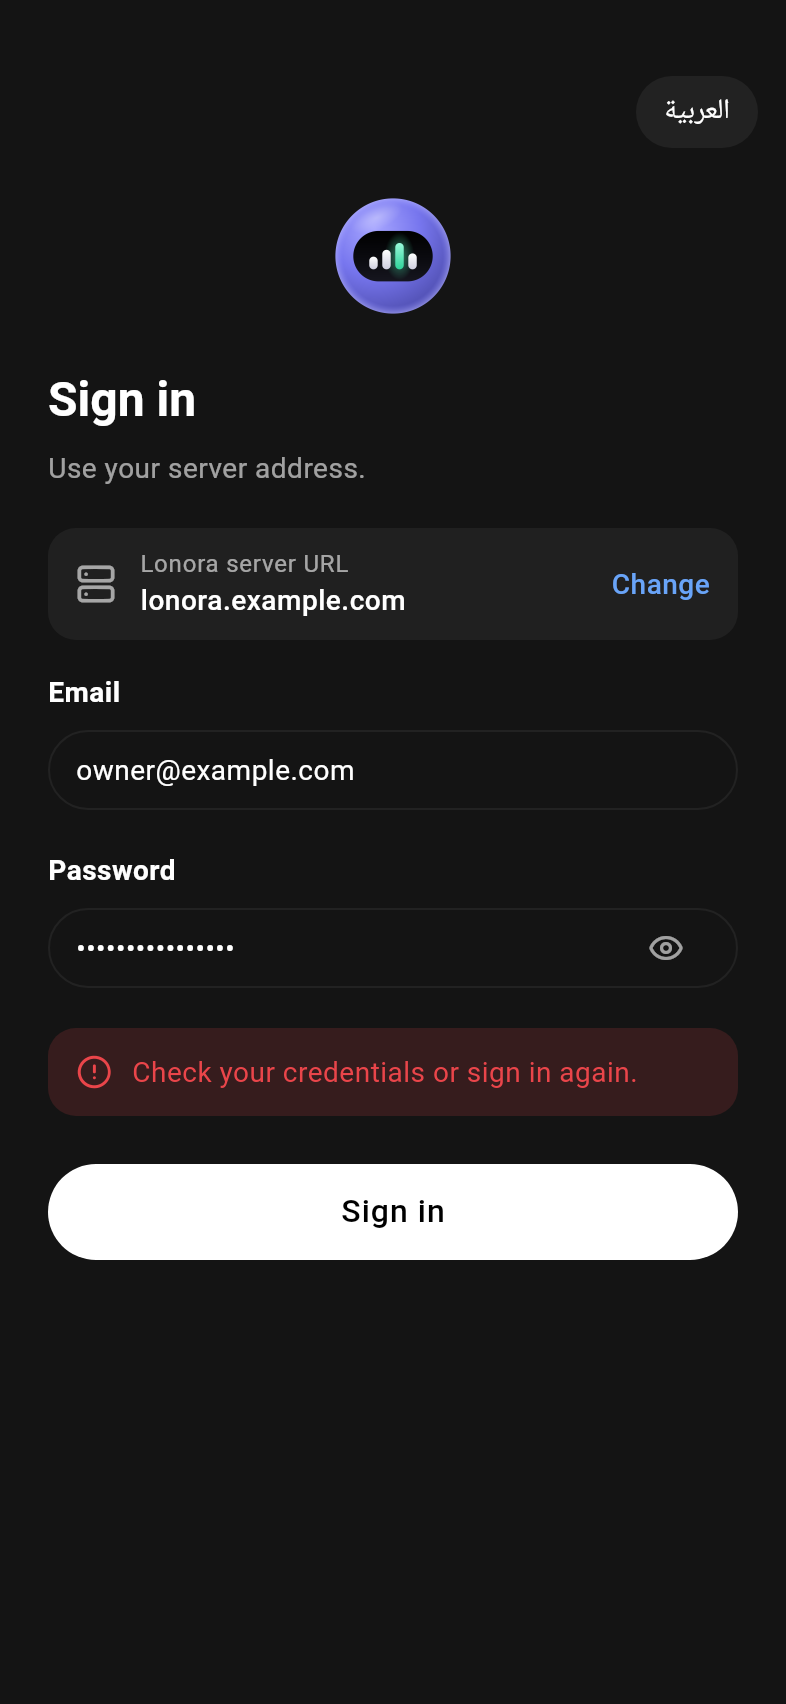 العربية
Sign in
Use your server address.
Lonora server URL
lonora.example.com
Change
Email
owner@example.com
Password
••••••••••••••••
Check your credentials or sign in again.
Sign in